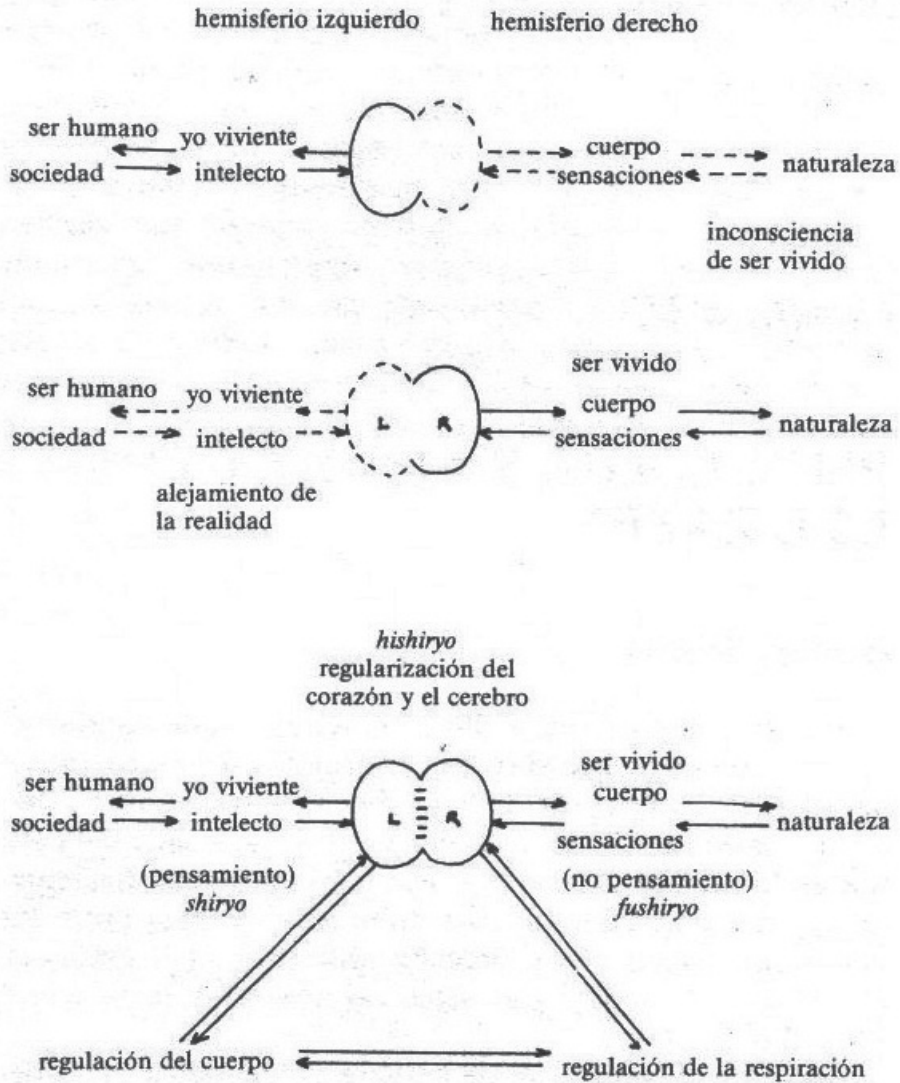 hemisferio izquierdo hemisferio derecho
ser humano yo viviente cuerpo
sociedad intelecto sensaciones naturaleza
inconsciencia
de ser vivido
ser vivido
ser humano yo viviente cuerpo
L R
sociedad intelecto sensaciones naturaleza
alejamiento de
la realidad
hishiryo
regularización del
corazón y el cerebro
ser vivido
ser humano yo viviente cuerpo
sociedad intelecto L R naturaleza
sensaciones
(pensamiento) (no pensamiento)
shiryo fushiryo
regulación del cuerpo regulación de la respiración